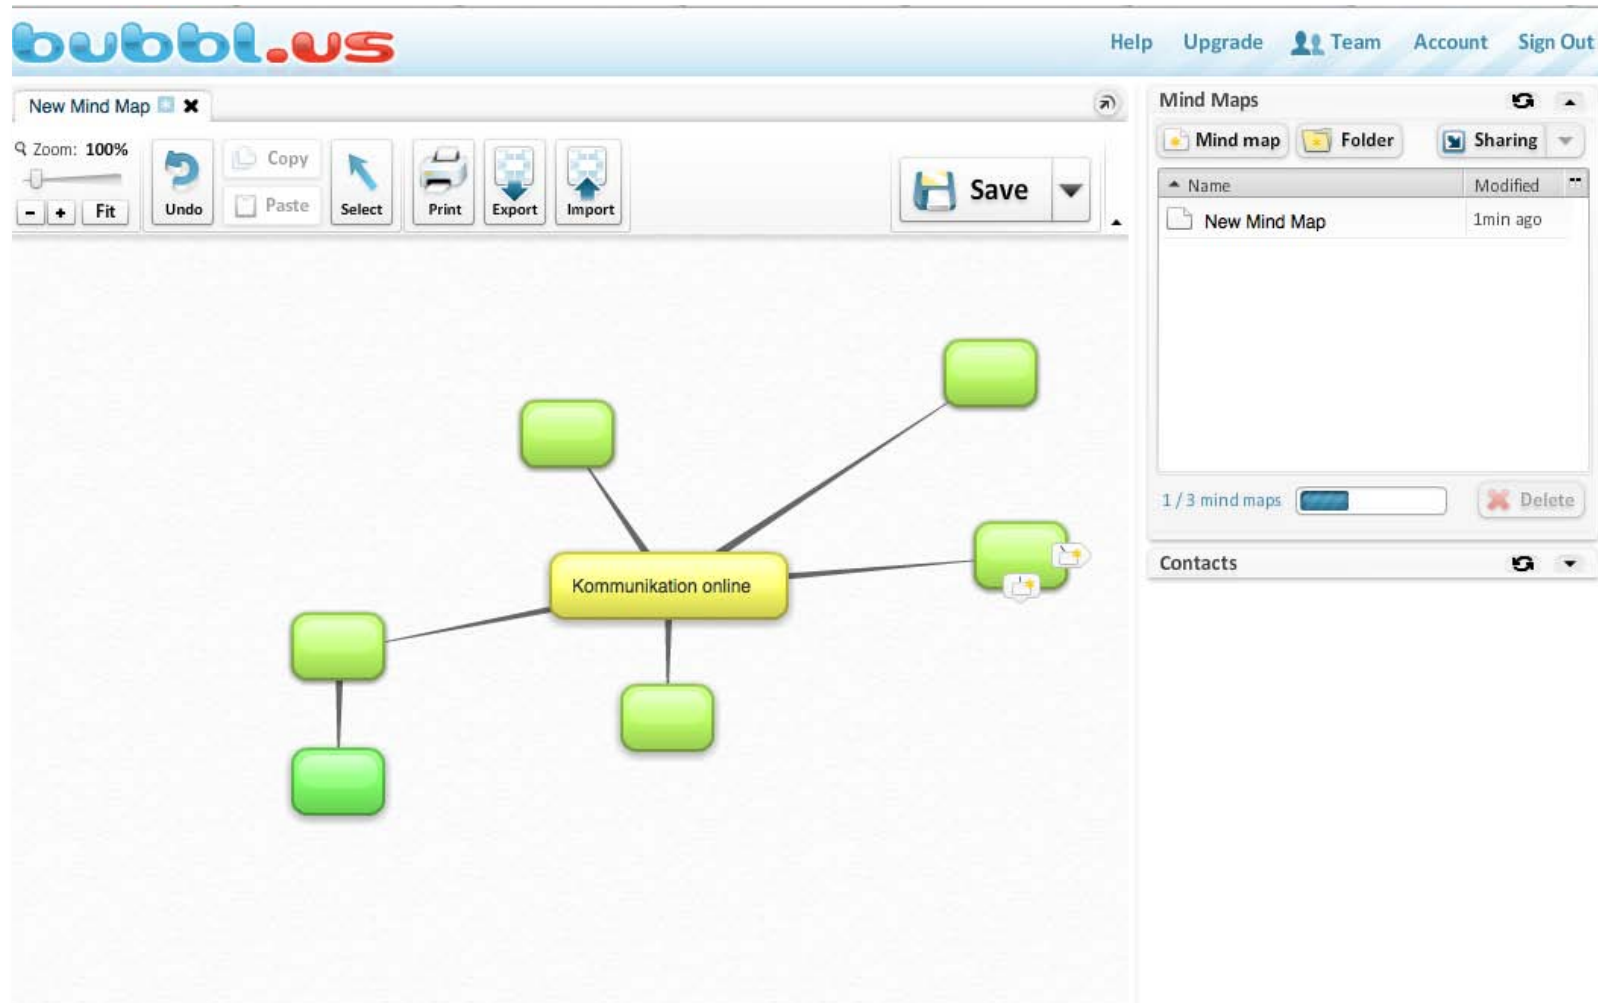 bubbl.us
Help Upgrade Team Account Sign Out
New Mind Map
Zoom: 100%
- + Fit
Undo
Copy
Paste
Select
Print
Export
Import
Save
Mind Maps
Mind map Folder Sharing
Name Modified
New Mind Map 1min ago
1 / 3 mind maps Delete
Contacts
Kommunikation online